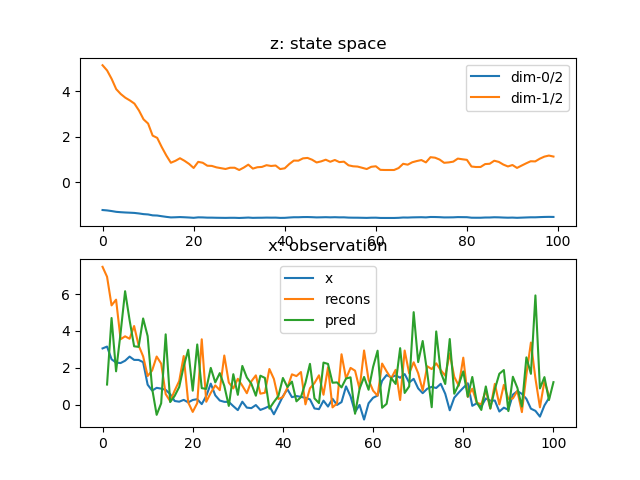 z: state space
4
2
0
dim-0/2
dim-1/2
0 20 40 60 80 100
x: observation
6
4
2
0
x
recons
pred
0 20 40 60 80 100